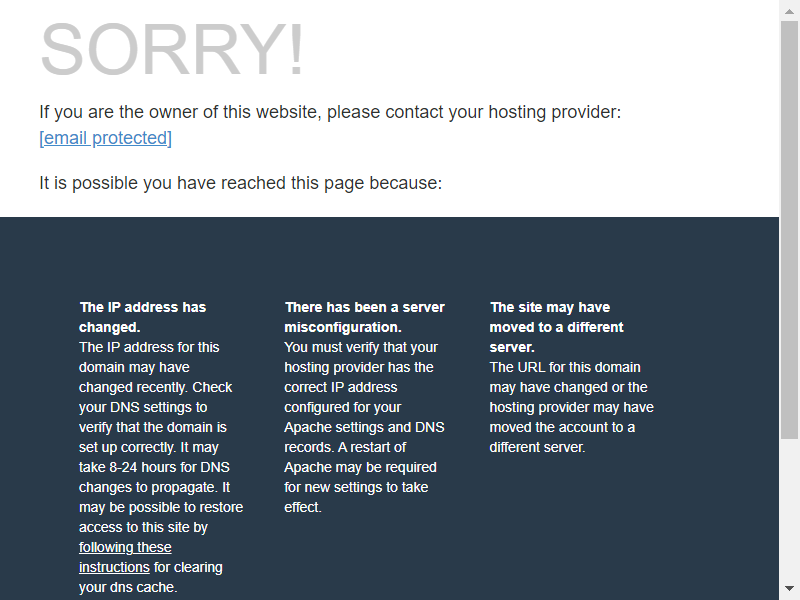 SORRY!
If you are the owner of this website, please contact your hosting provider:
[email protected]
It is possible you have reached this page because:
The IP address has
changed.
The IP address for this
domain may have
changed recently. Check
your DNS settings to
verify that the domain is
set up correctly. It may
take 8-24 hours for DNS
changes to propagate. It
may be possible to restore
access to this site by
following these
instructions for clearing
your dns cache.
There has been a server
misconfiguration.
You must verify that your
hosting provider has the
correct IP address
configured for your
Apache settings and DNS
records. A restart of
Apache may be required
for new settings to take
effect.
The site may have
moved to a different
server.
The URL for this domain
may have changed or the
hosting provider may have
moved the account to a
different server.